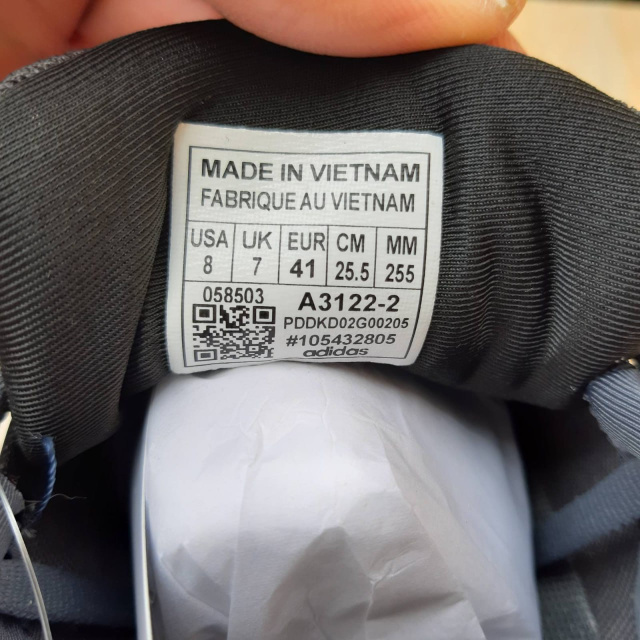 MADE IN VIETNAM
FABRIQUE AU VIETNAM
USA UK EUR CM MM
8 7 41 25.5 255
058503 A3122-2
PDDKD02G00205
#105432805
adidas